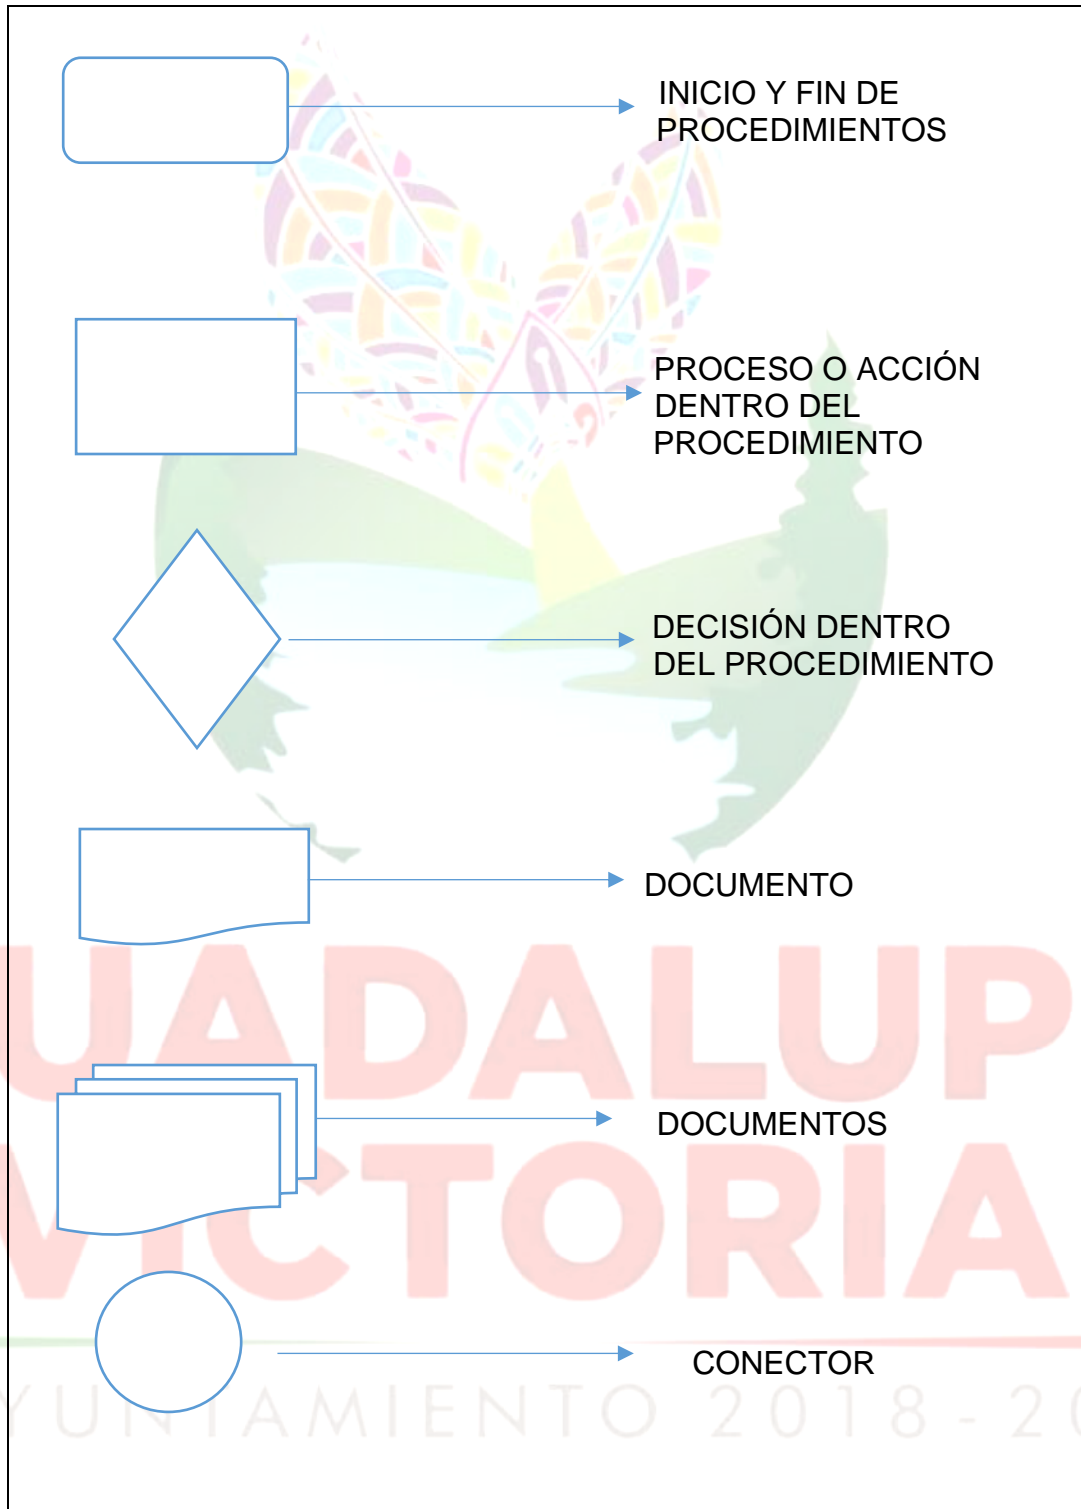 INICIO Y FIN DE
PROCEDIMIENTOS
PROCESO O ACCIÓN
DENTRO DEL
PROCEDIMIENTO
DECISIÓN DENTRO
DEL PROCEDIMIENTO
DOCUMENTO
UADALUP
DOCUMENTOS
VICTORIA
CONECTOR
YUNTAMIENTO 2018 - 20